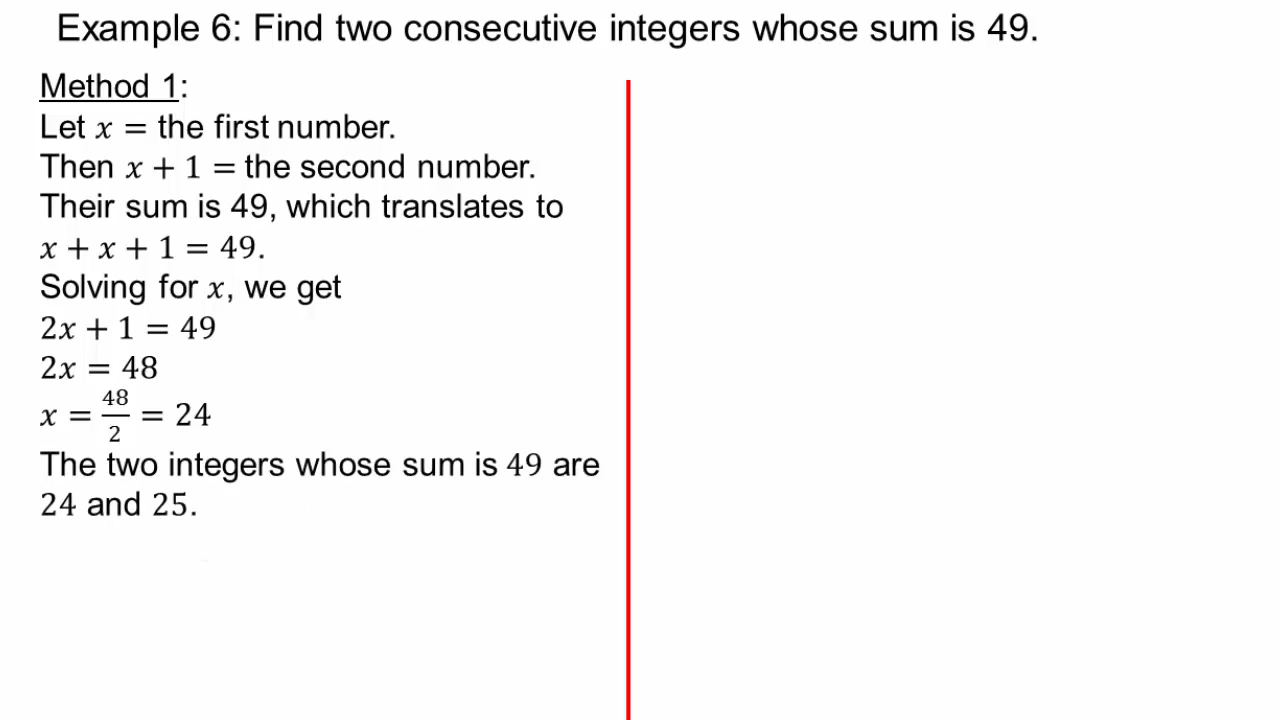 Example 6: Find two consecutive integers whose sum is 49.
Method 1:
Let x = the first number.
Then x + 1 = the second number.
Their sum is 49, which translates to
x + x + 1 = 49.
Solving for x, we get
2x + 1 = 49
2x = 48
x = 48/2 = 24
The two integers whose sum is 49 are
24 and 25.